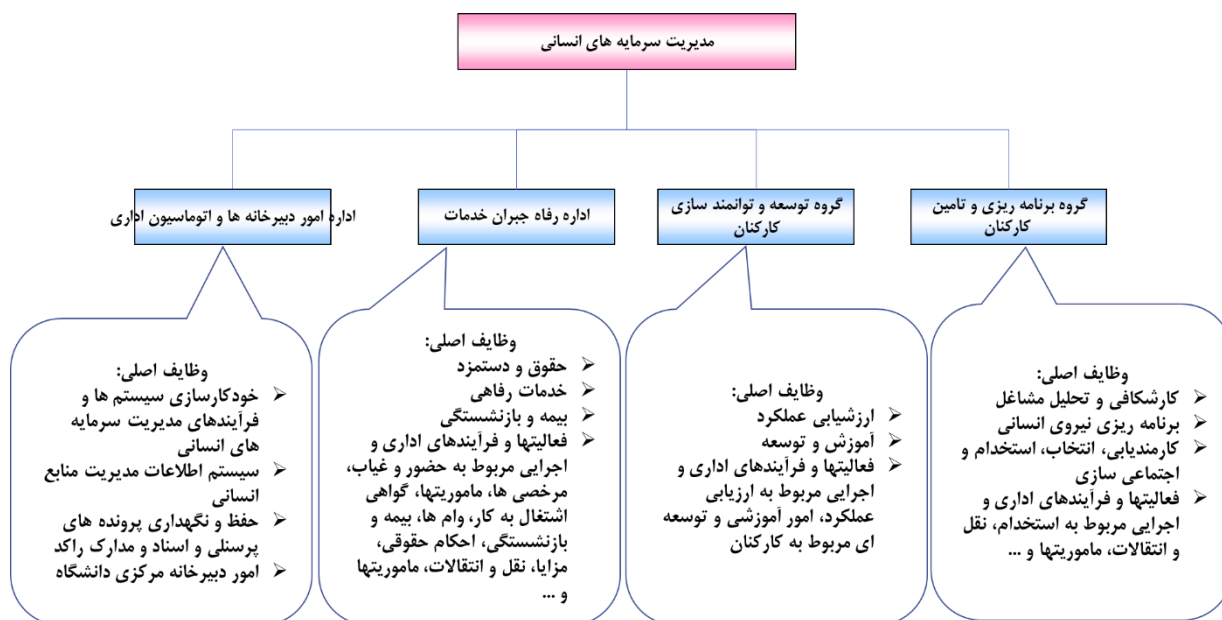 مدیریت سرمایه های انسانی
گروه برنامه ریزی و تامین
کارکنان
گروه توسعه و توانمند سازی
کارکنان
اداره رفاه جبران خدمات
اداره امور دبیرخانه ها و اتوماسیون اداری
وظایف اصلی:
کارشکافی و تحلیل مشاغل
برنامه ریزی نیروی انسانی
کارمندیابی، انتخاب، استخدام و
اجتماعی سازی
فعالیتها و فرآیندهای اداری و
اجرایی مربوط به استخدام، نقل
و انتقالات، ماموریتها و ...
وظایف اصلی:
ارزشیابی عملکرد
آموزش و توسعه
فعالیتها و فرآیندهای اداری و
اجرایی مربوط به ارزیابی
عملکرد، امور آموزشی و توسعه
ای مربوط به کارکنان
وظایف اصلی:
حقوق و دستمزد
خدمات رفاهی
بیمه و بازنشستگی
فعالیتها و فرآیندهای اداری و
اجرایی مربوط به حضور و غیاب،
مرخصی ها، ماموریتها، گواهی
اشتغال به کار، وام ها، بیمه و
بازنشستگی، احکام حقوقی،
مزایا، نقل و انتقالات، ماموریتها
و ...
وظایف اصلی:
خودکارسازی سیستم ها و
فرآیندهای مدیریت سرمایه
های انسانی
سیستم اطلاعات مدیریت منابع
انسانی
حفظ و نگهداری پرونده های
پرسنلی و اسناد و مدارک راکد
امور دبیرخانه مرکزی دانشگاه